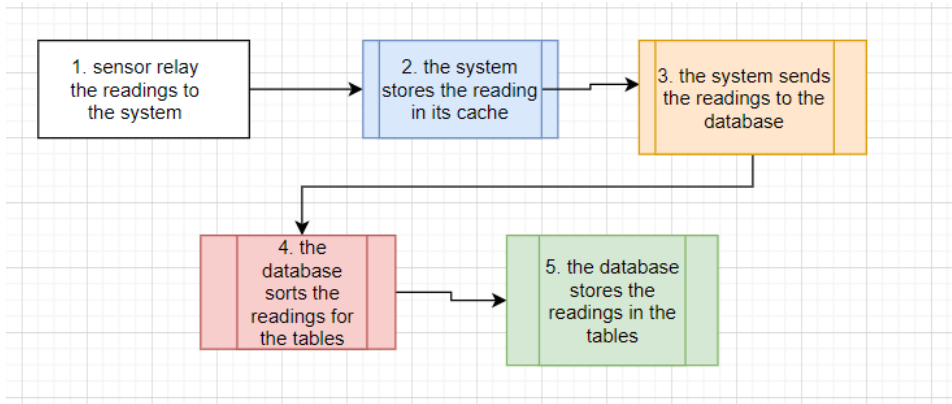 1. sensor relay
the readings to
the system
2. the system
stores the reading
in its cache
3. the system sends
the readings to the
database
4. the
database
sorts the
readings for
the tables
5. the database
stores the
readings in the
tables